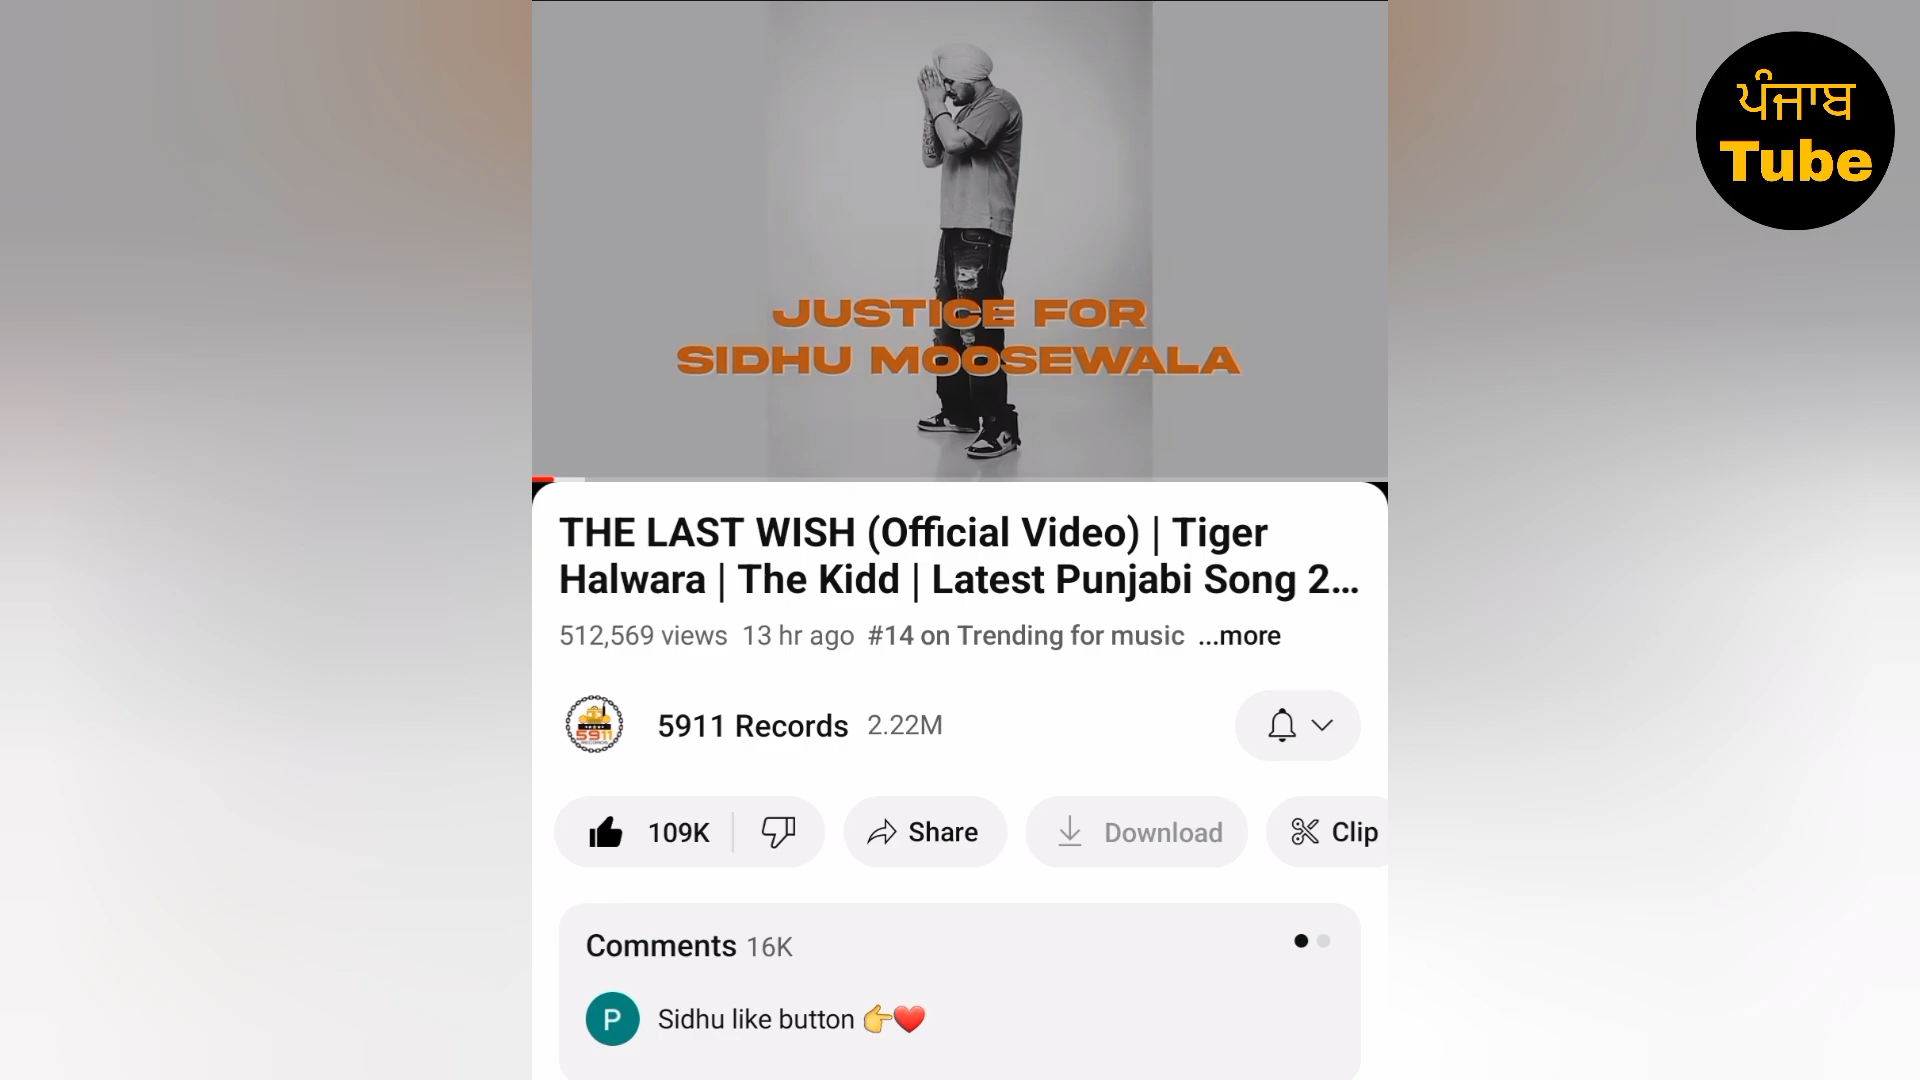 ਪੰਜਾਬ
Tube
JUSTICE FOR
SIDHU MOOSEWALA
THE LAST WISH (Official Video) | Tiger
Halwara | The Kidd | Latest Punjabi Song 2...
512,569 views 13 hr ago #14 on Trending for music ...more
5911
5911 Records 2.22M
109K Share Download Clip
Comments 16K
P Sidhu like button 👉❤️